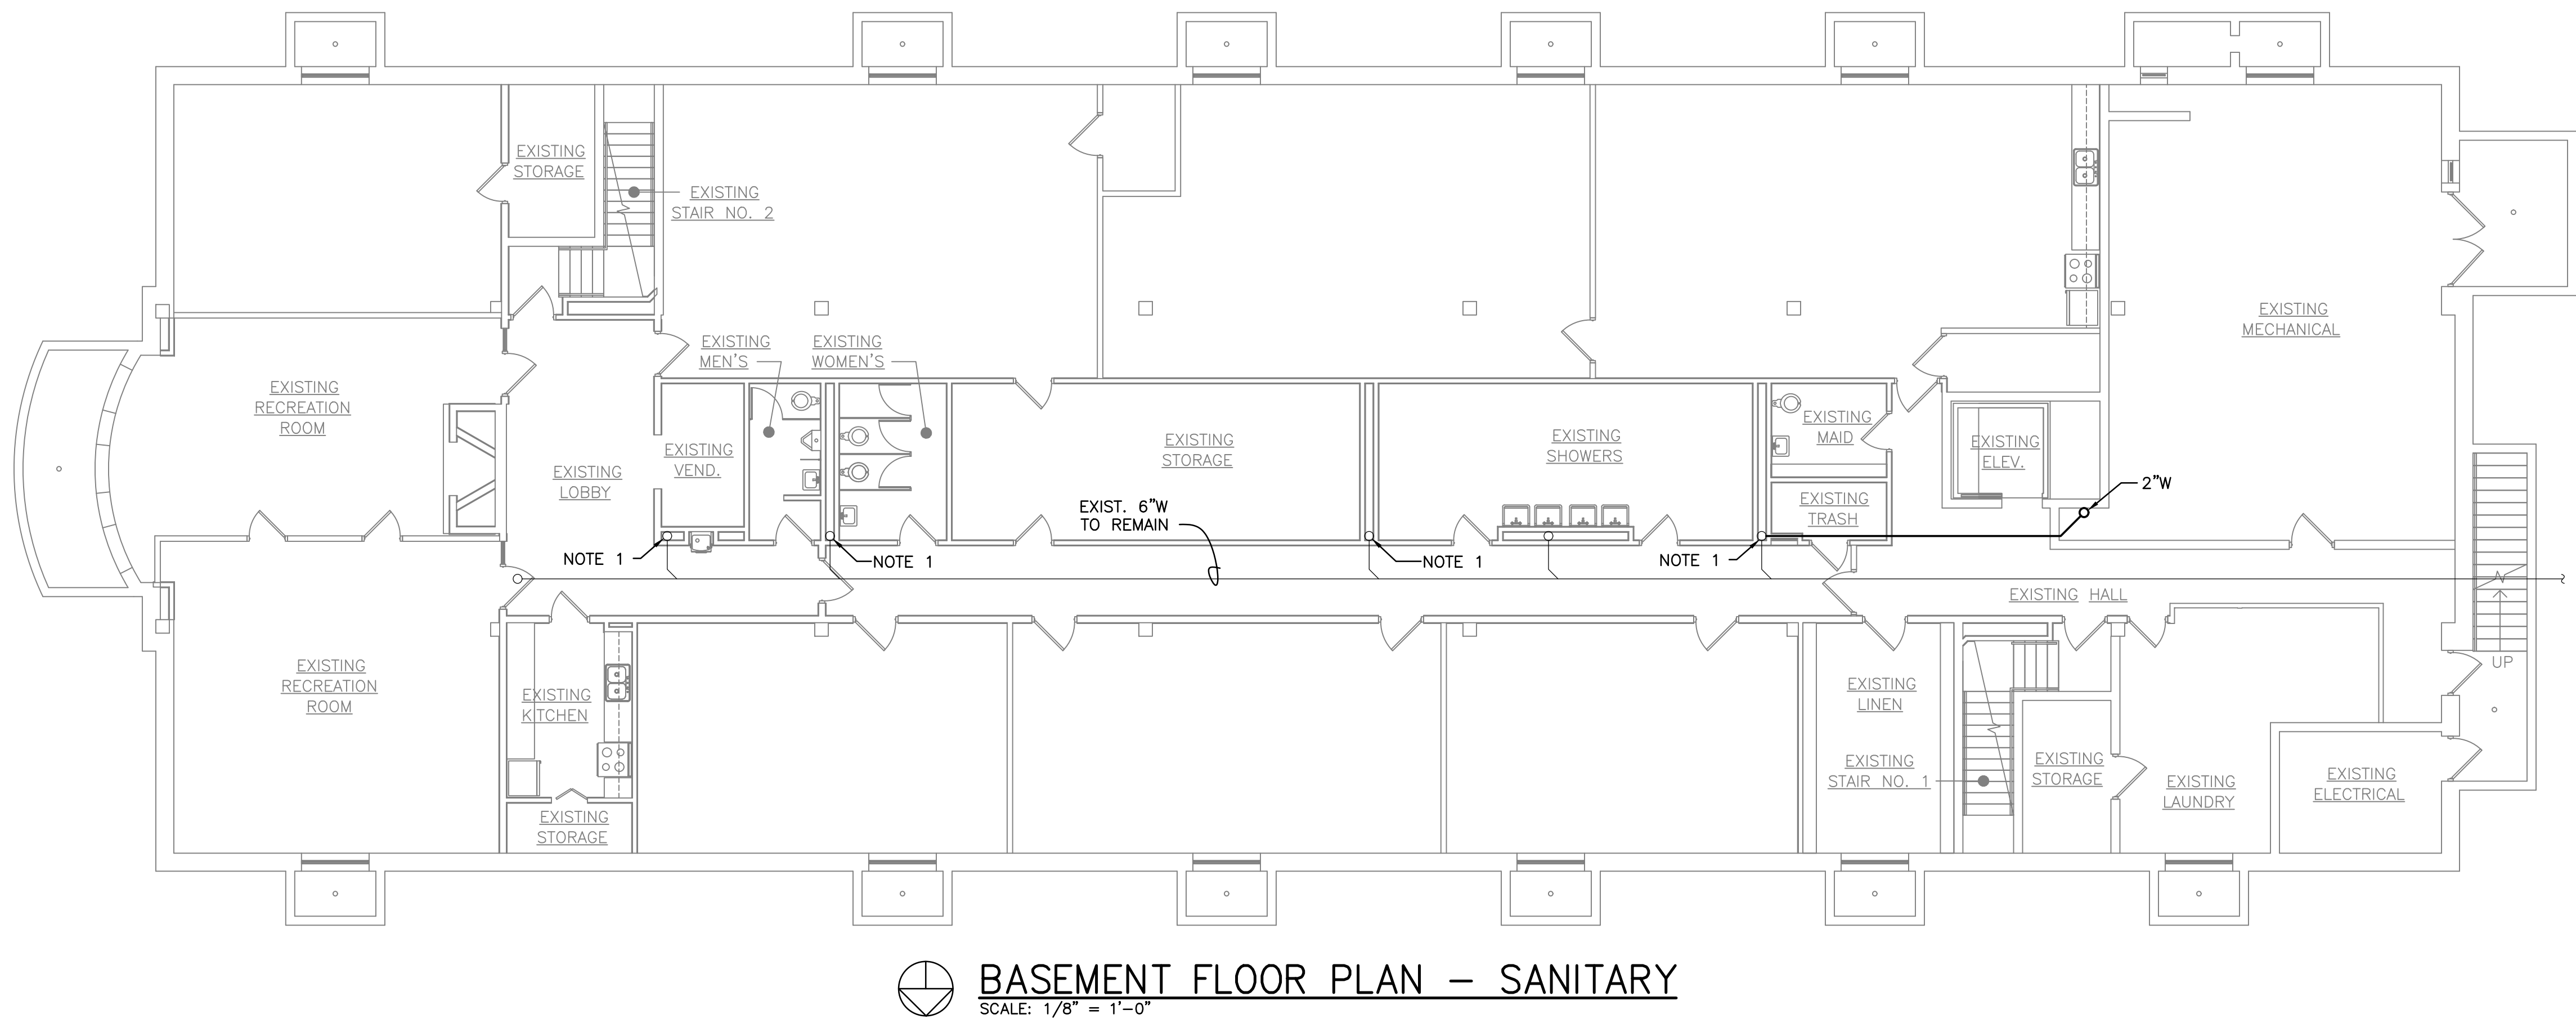 EXISTING
STORAGE
EXISTING
STAIR NO. 2
EXISTING
MEN'S
EXISTING
WOMEN'S
EXISTING
MECHANICAL
EXISTING
RECREATION
ROOM
EXISTING
LOBBY
EXISTING
VEND.
EXISTING
STORAGE
EXISTING
SHOWERS
EXISTING
MAID
EXISTING
ELEV.
EXISTING
TRASH
2"W
EXIST. 6"W
TO REMAIN
NOTE 1
NOTE 1
NOTE 1
NOTE 1
EXISTING HALL
UP
EXISTING
RECREATION
ROOM
EXISTING
KITCHEN
EXISTING
STORAGE
EXISTING
LINEN
EXISTING
STAIR NO. 1
EXISTING
STORAGE
EXISTING
LAUNDRY
EXISTING
ELECTRICAL
BASEMENT FLOOR PLAN - SANITARY
SCALE: 1/8" = 1'-0"